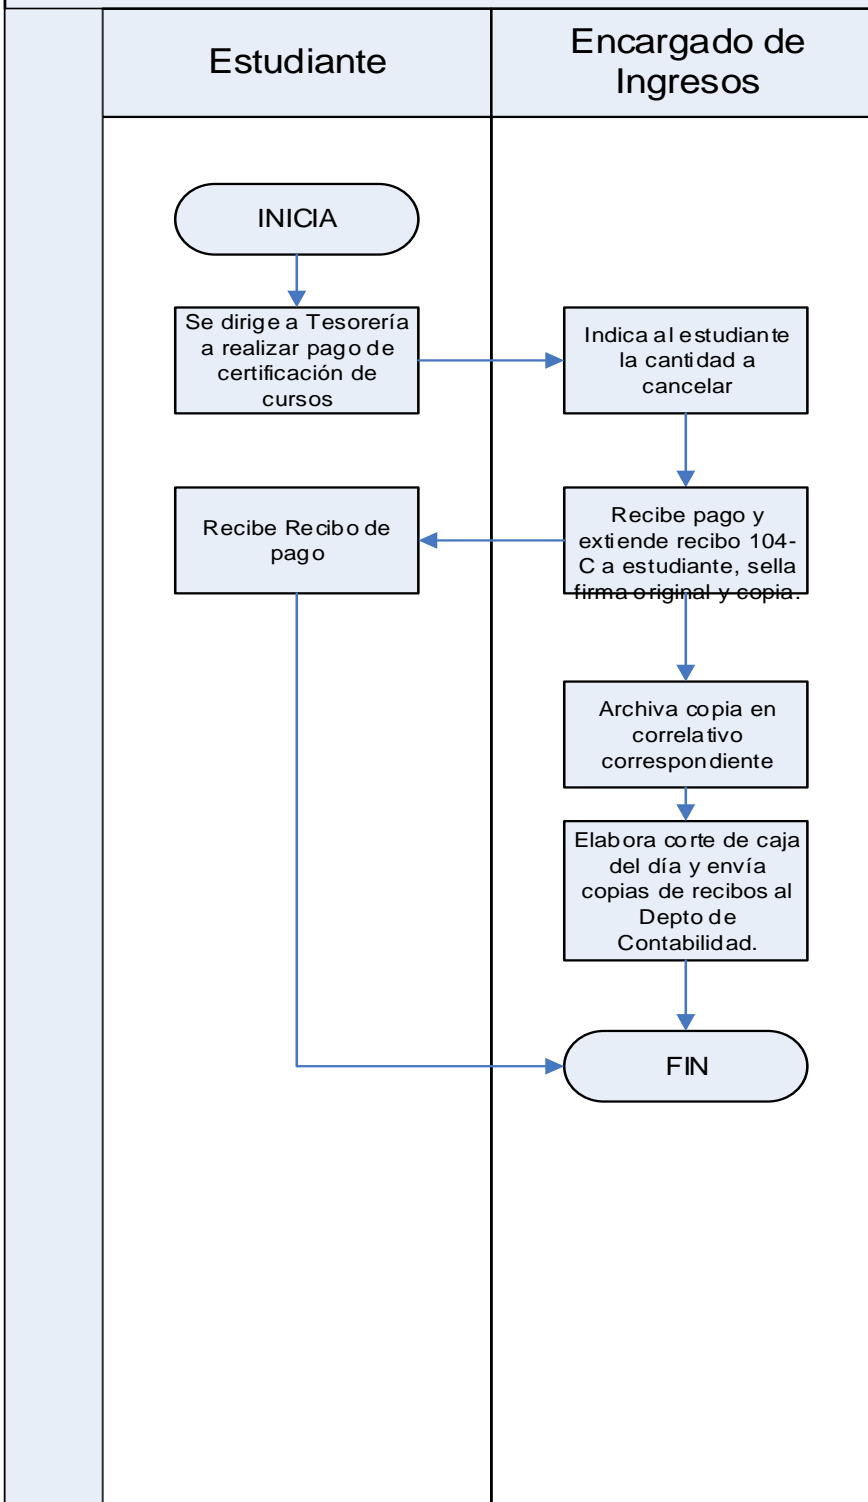 Estudiante
Encargado de
Ingresos
INICIA
Se dirige a Tesorería
a realizar pago de
certificación de
cursos
Indica al estudiante
la cantidad a
cancelar
Recibe pago y
extiende recibo 104-
C a estudiante, sella
firma original y copia.
Recibe Recibo de
pago
Archiva copia en
correlativo
correspondiente
Elabora corte de caja
del día y envía
copias de recibos al
Depto de
Contabilidad.
FIN